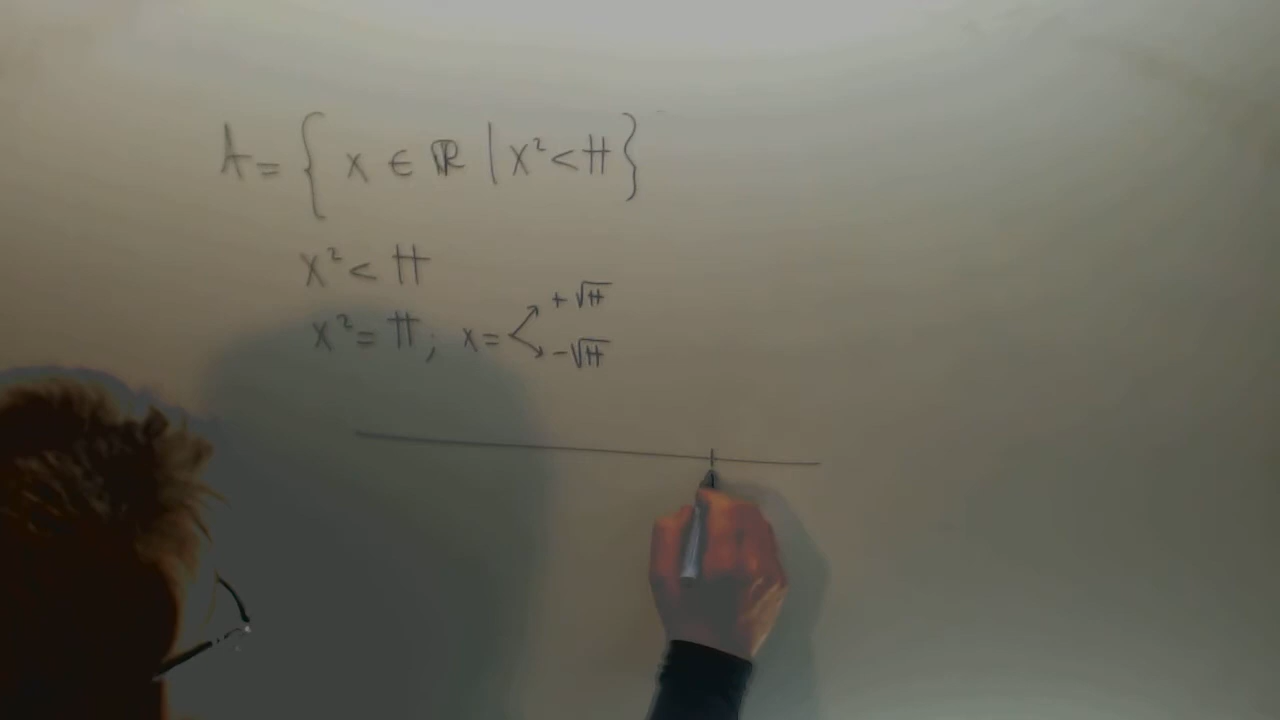 A = { x ∈ ℝ | x² < π }
x² < π
x² = π ; x = < + √π
- √π